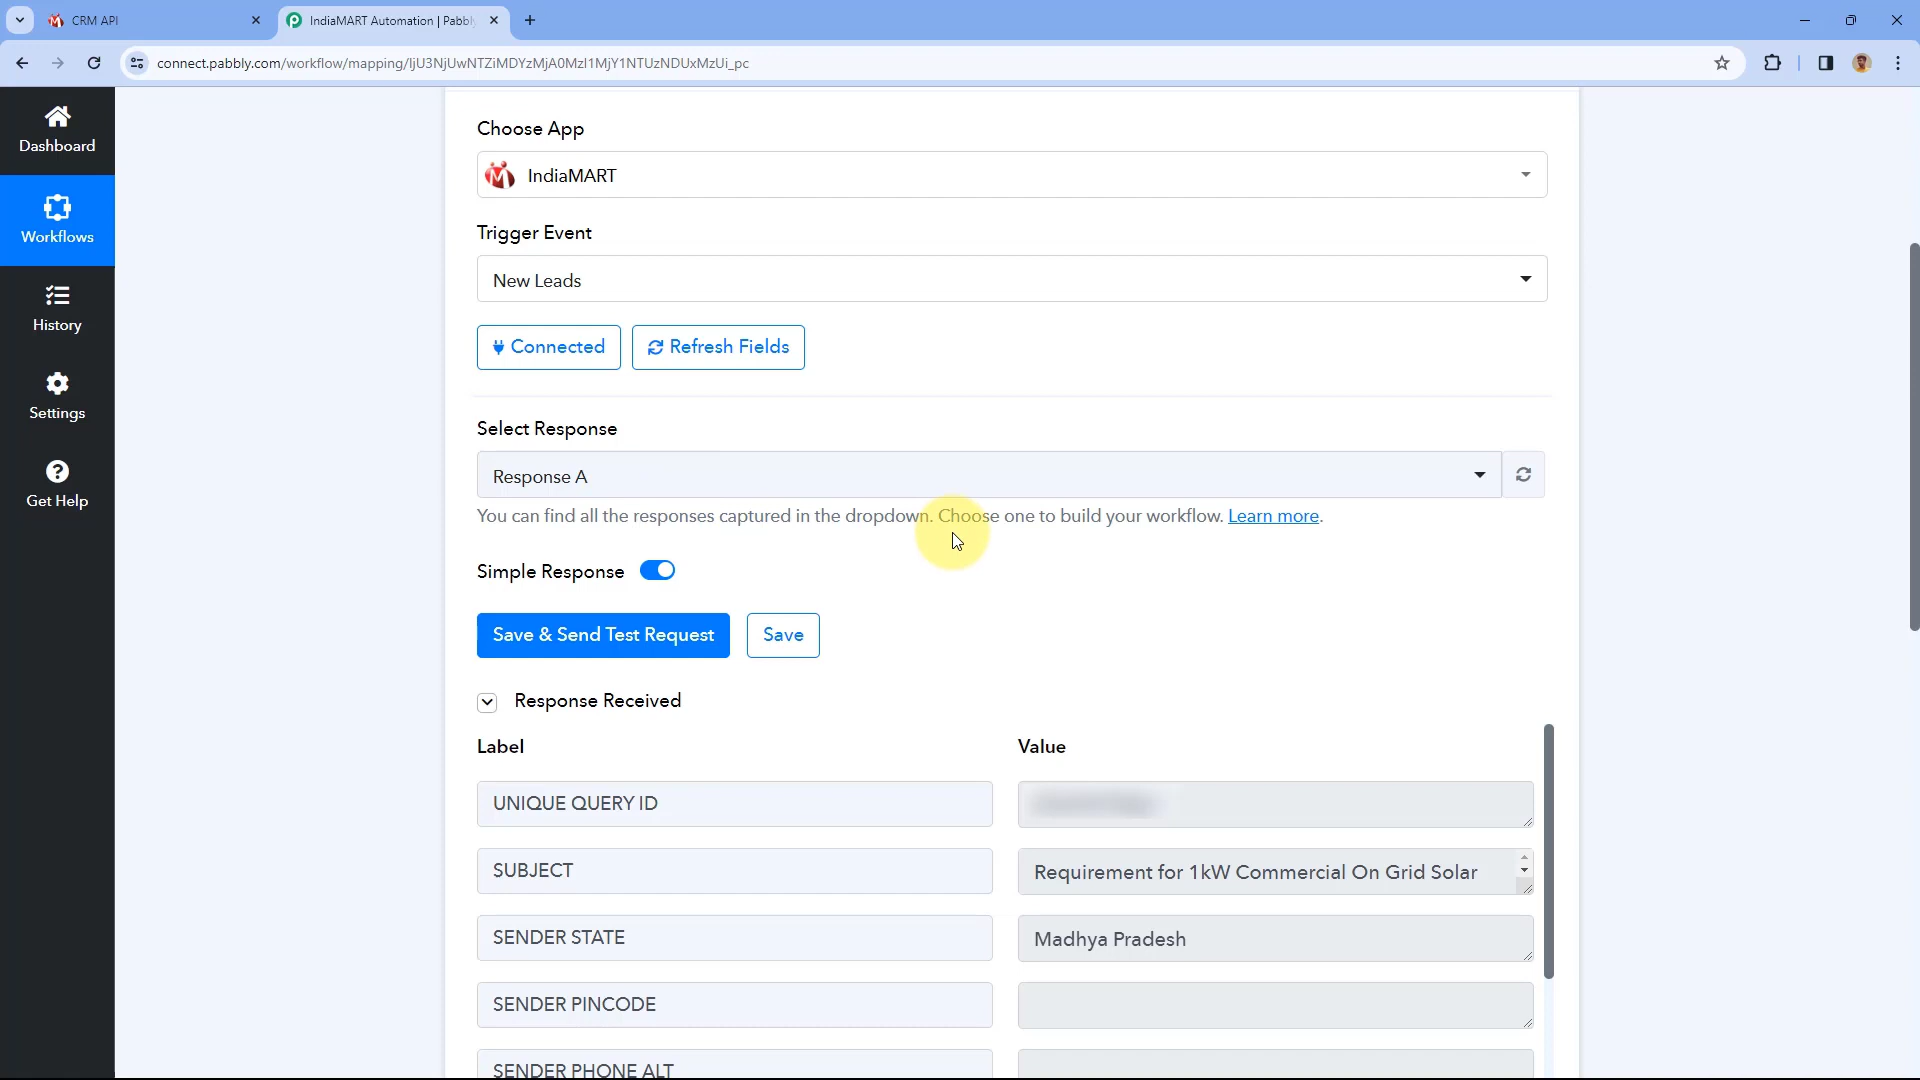 CRM API
IndiaMART Automation | Pabbly
connect.pabbly.com/workflow/mapping/IjU3NjUwNTZiMDYzMjA0MzI1MjY1NTUzNDUxMzUi_pc
Dashboard
Workflows
History
Settings
Get Help
Choose App
IndiaMART
Trigger Event
New Leads
Connected
Refresh Fields
Select Response
Response A
You can find all the responses captured in the dropdown. Choose one to build your workflow. Learn more.
Simple Response
Save & Send Test Request
Save
Response Received
Label Value
UNIQUE QUERY ID
SUBJECT
Requirement for 1kW Commercial On Grid Solar
SENDER STATE
Madhya Pradesh
SENDER PINCODE
SENDER PHONE ALT